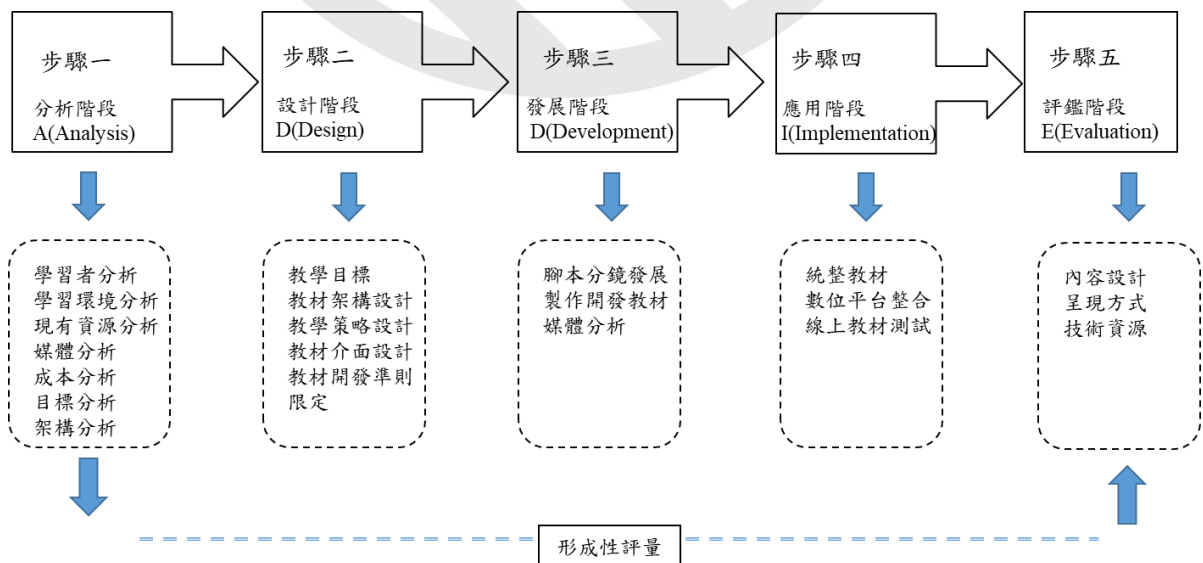 步驟一
分析階段
A(Analysis)
步驟二
設計階段
D(Design)
步驟三
發展階段
D(Development)
步驟四
應用階段
I(Implementation)
步驟五
評鑑階段
E(Evaluation)
學習者分析
學習環境分析
現有資源分析
媒體分析
成本分析
目標分析
架構分析
教學目標
教材架構設計
教學策略設計
教材介面設計
教材開發準則
限定
腳本分鏡發展
製作開發教材
媒體分析
統整教材
數位平台整合
線上教材測試
內容設計
呈現方式
技術資源
形成性評量